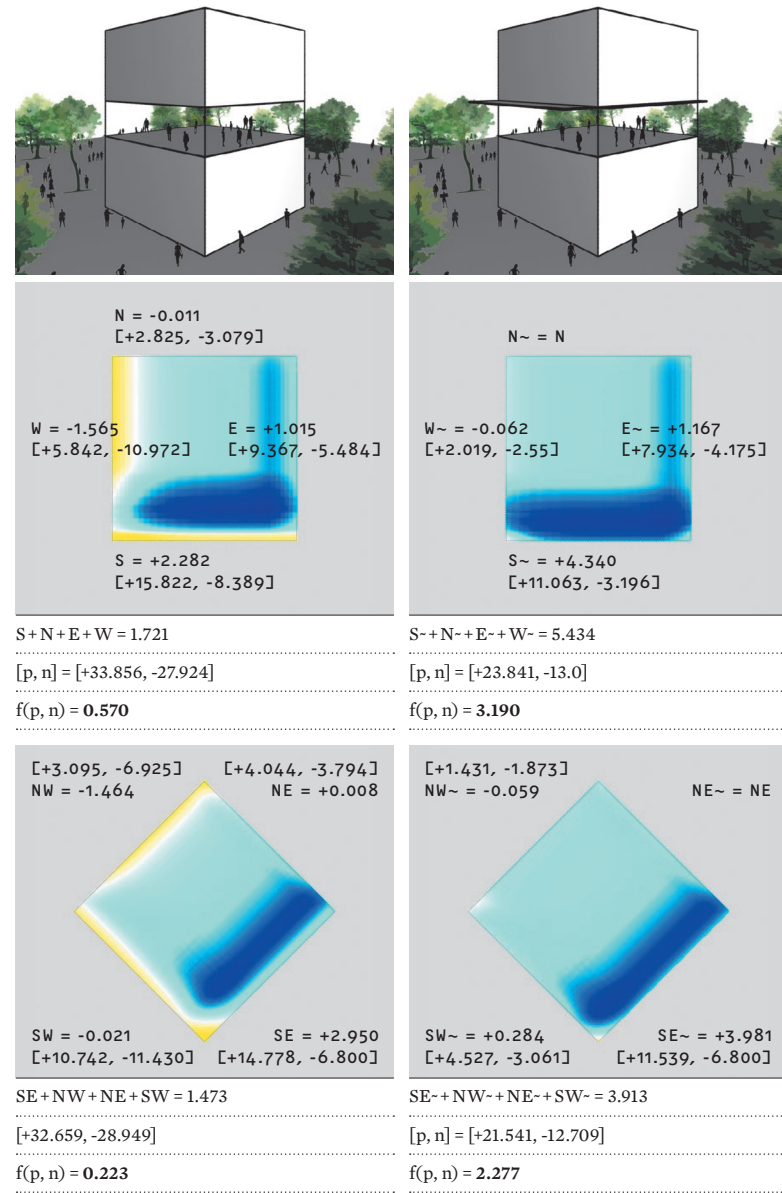 N = -0.011
[+2.825, -3.079]
W = -1.565
[+5.842, -10.972]
E = +1.015
[+9.367, -5.484]
S = +2.282
[+15.822, -8.389]
S + N + E + W = 1.721
[p, n] = [+33.856, -27.924]
f(p, n) = 0.570
N~ = N
W~ = -0.062
[+2.019, -2.55]
E~ = +1.167
[+7.934, -4.175]
S~ = +4.340
[+11.063, -3.196]
S~ + N~ + E~ + W~ = 5.434
[p, n] = [+23.841, -13.0]
f(p, n) = 3.190
[+3.095, -6.925]
NW = -1.464
[+4.044, -3.794]
NE = +0.008
SW = -0.021
[+10.742, -11.430]
SE = +2.950
[+14.778, -6.800]
SE + NW + NE + SW = 1.473
[+32.659, -28.949]
f(p, n) = 0.223
[+1.431, -1.873]
NW~ = -0.059
NE~ = NE
SW~ = +0.284
[+4.527, -3.061]
SE~ = +3.981
[+11.539, -6.800]
SE~ + NW~ + NE~ + SW~ = 3.913
[p, n] = [+21.541, -12.709]
f(p, n) = 2.277